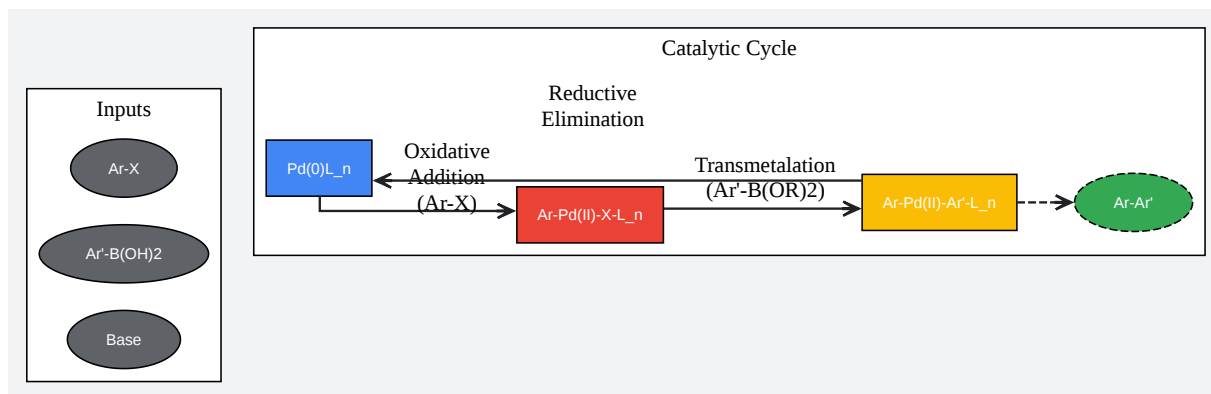 Catalytic Cycle
Inputs
Ar-X
Ar'-B(OH)2
Base
Reductive
Elimination
Pd(0)L_n
Oxidative
Addition
(Ar-X)
Ar-Pd(II)-X-L_n
Transmetalation
(Ar'-B(OR)2)
Ar-Pd(II)-Ar'-L_n
Ar-Ar'